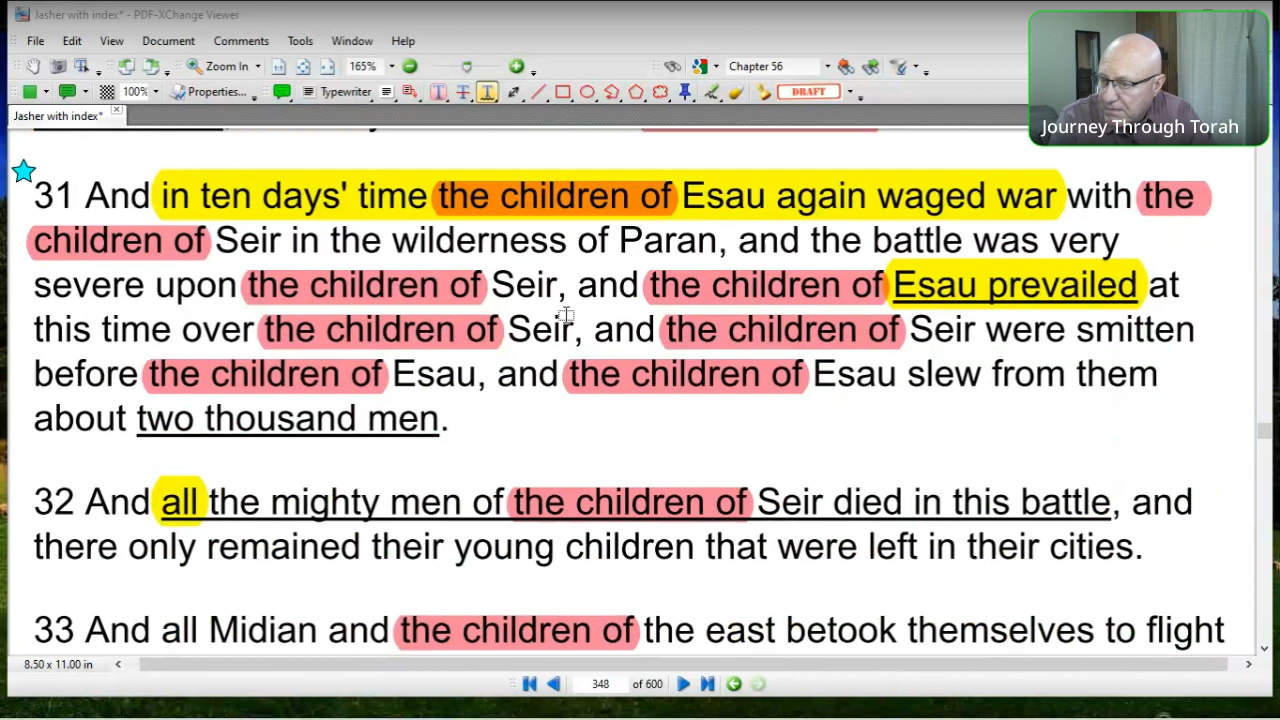 Jasher with index* - PDF-XChange Viewer
File Edit View Document Comments Tools Window Help
Zoom In 165% Chapter 56
100% Properties... Typewriter DRAFT
Jasher with index*
Journey Through Torah
31 And in ten days' time the children of Esau again waged war with the
children of Seir in the wilderness of Paran, and the battle was very
severe upon the children of Seir, and the children of Esau prevailed at
this time over the children of Seir, and the children of Seir were smitten
before the children of Esau, and the children of Esau slew from them
about two thousand men.
32 And all the mighty men of the children of Seir died in this battle, and
there only remained their young children that were left in their cities.
33 And all Midian and the children of the east betook themselves to flight
8.50 x 11.00 in
348 of 600